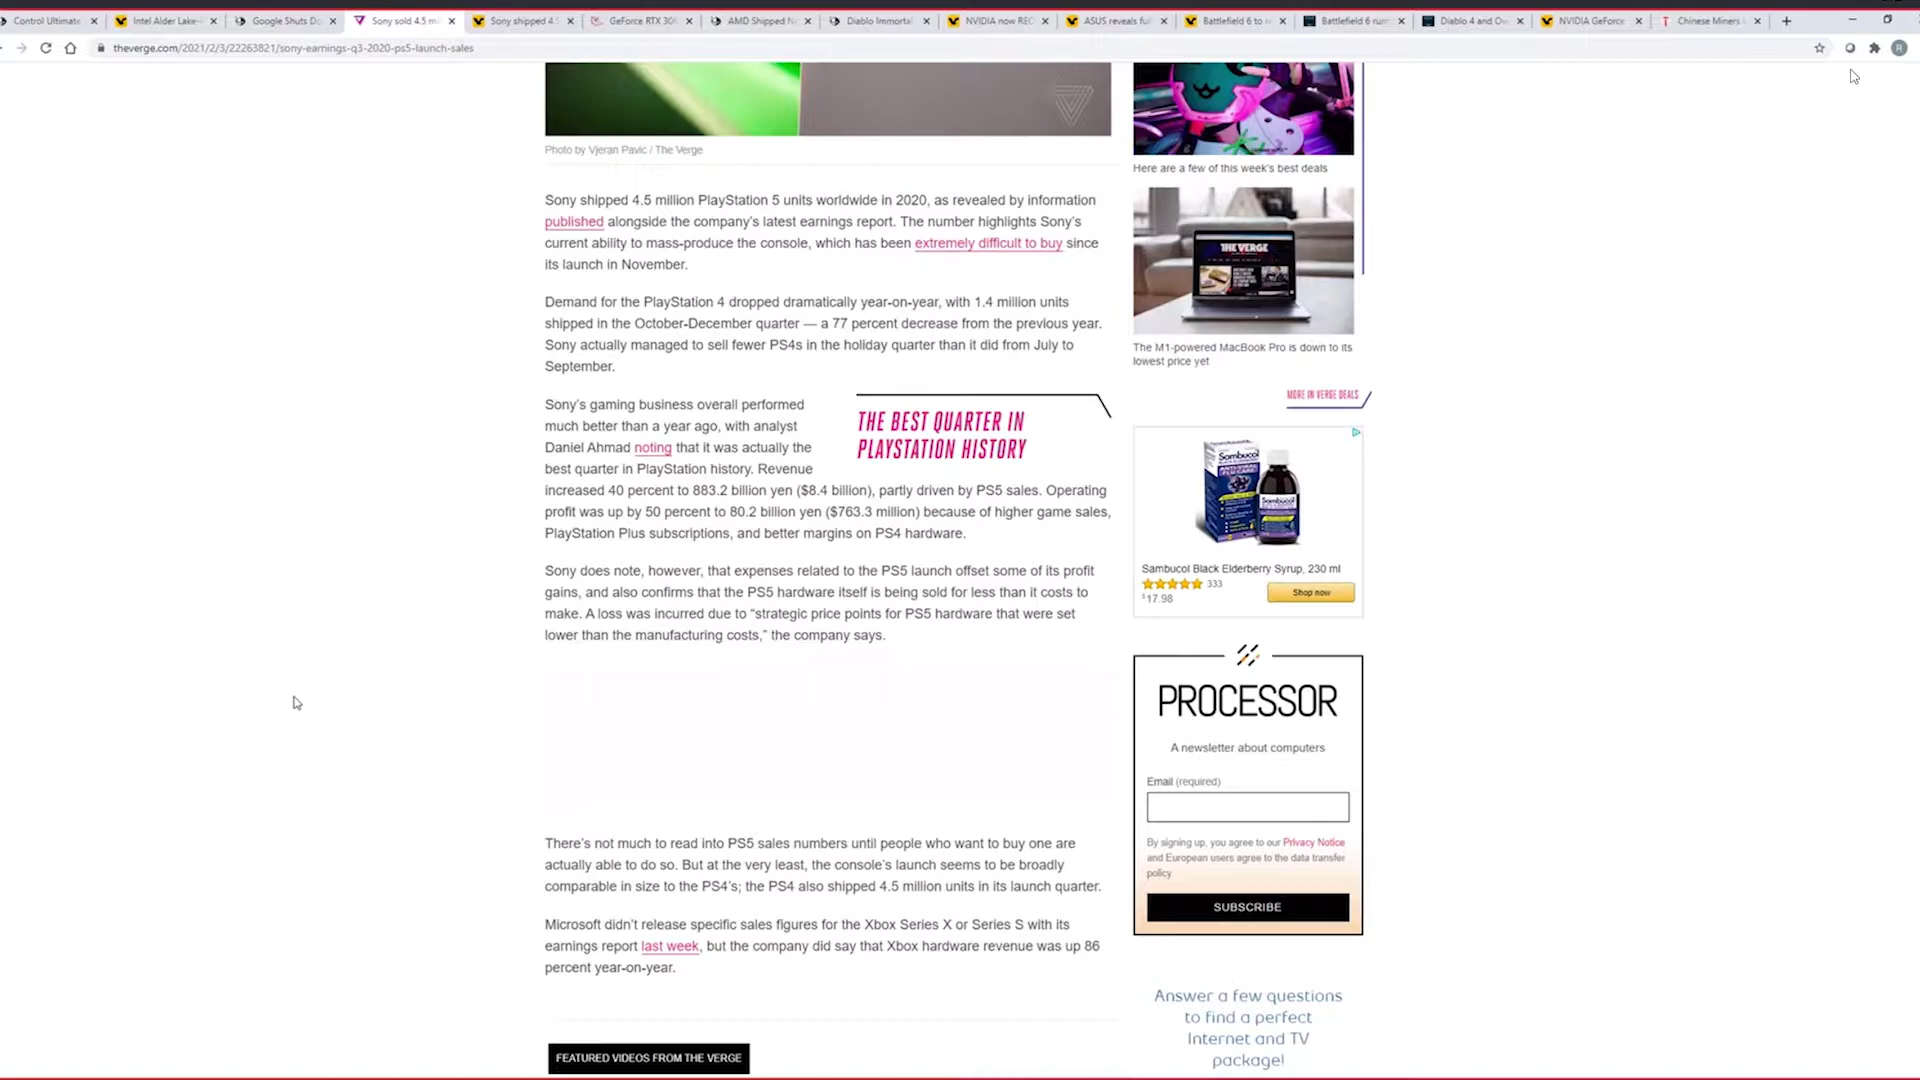 Control Ultimate
Intel Alder Lake-
Google Shuts Do
Sony sold 4.5 mi
Sony shipped 4.5
GeForce RTX 306
AMD Shipped N
Diablo Immortal
NVIDIA now REC
ASUS reveals ful
Battlefield 6 to r
Battlefield 6 rum
Diablo 4 and Ov
NVIDIA GeForce
Chinese Miners
theverge.com/2021/2/3/22263821/sony-earnings-q3-2020-ps5-launch-sales
R
Photo by Vjeran Pavic / The Verge
Sony shipped 4.5 million PlayStation 5 units worldwide in 2020, as revealed by information
published alongside the company's latest earnings report. The number highlights Sony's
current ability to mass-produce the console, which has been extremely difficult to buy since
its launch in November.
Demand for the PlayStation 4 dropped dramatically year-on-year, with 1.4 million units
shipped in the October-December quarter — a 77 percent decrease from the previous year.
Sony actually managed to sell fewer PS4s in the holiday quarter than it did from July to
September.
Sony's gaming business overall performed
much better than a year ago, with analyst
Daniel Ahmad noting that it was actually the
best quarter in PlayStation history. Revenue
increased 40 percent to 883.2 billion yen ($8.4 billion), partly driven by PS5 sales. Operating
profit was up by 50 percent to 80.2 billion yen ($763.3 million) because of higher game sales,
PlayStation Plus subscriptions, and better margins on PS4 hardware.
THE BEST QUARTER IN
PLAYSTATION HISTORY
Sony does note, however, that expenses related to the PS5 launch offset some of its profit
gains, and also confirms that the PS5 hardware itself is being sold for less than it costs to
make. A loss was incurred due to “strategic price points for PS5 hardware that were set
lower than the manufacturing costs,” the company says.
There's not much to read into PS5 sales numbers until people who want to buy one are
actually able to do so. But at the very least, the console's launch seems to be broadly
comparable in size to the PS4's; the PS4 also shipped 4.5 million units in its launch quarter.
Microsoft didn't release specific sales figures for the Xbox Series X or Series S with its
earnings report last week, but the company did say that Xbox hardware revenue was up 86
percent year-on-year.
FEATURED VIDEOS FROM THE VERGE
Here are a few of this week's best deals
THE VERGE
The M1-powered MacBook Pro is down to its
lowest price yet
MORE IN VERGE DEALS
Sambucol
Sambucol
Sambucol Black Elderberry Syrup, 230 ml
333
$17.98
Shop now
PROCESSOR
A newsletter about computers
Email (required)
By signing up, you agree to our Privacy Notice
and European users agree to the data transfer
policy
SUBSCRIBE
Answer a few questions
to find a perfect
Internet and TV
package!